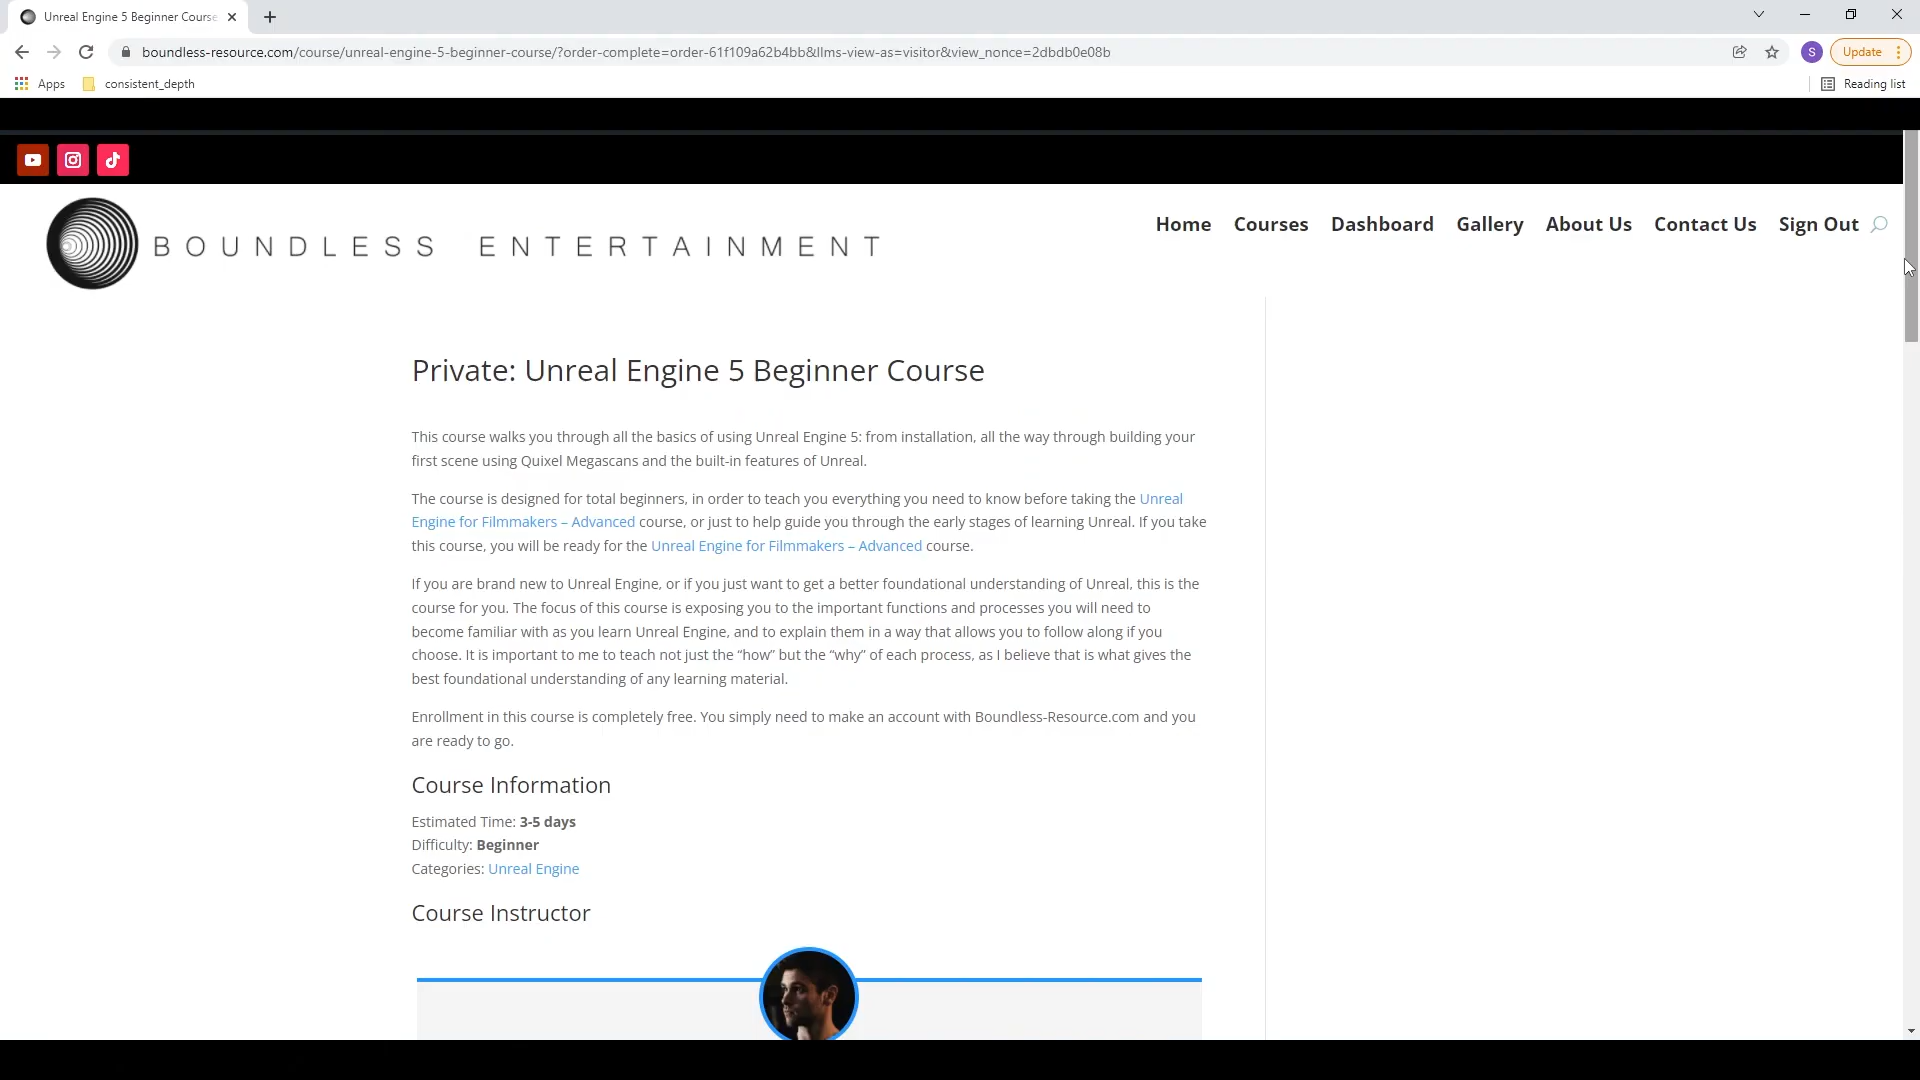 Unreal Engine 5 Beginner Course
boundless-resource.com/course/unreal-engine-5-beginner-course/?order-complete=order-61f109a62b4bb&llms-view-as=visitor&view_nonce=2dbdb0e08b
S
Update
Apps
consistent_depth
Reading list
BOUNDLESS ENTERTAINMENT
Home Courses Dashboard Gallery About Us Contact Us Sign Out
Private: Unreal Engine 5 Beginner Course
This course walks you through all the basics of using Unreal Engine 5: from installation, all the way through building your
first scene using Quixel Megascans and the built-in features of Unreal.
The course is designed for total beginners, in order to teach you everything you need to know before taking the Unreal
Engine for Filmmakers – Advanced course, or just to help guide you through the early stages of learning Unreal. If you take
this course, you will be ready for the Unreal Engine for Filmmakers – Advanced course.
If you are brand new to Unreal Engine, or if you just want to get a better foundational understanding of Unreal, this is the
course for you. The focus of this course is exposing you to the important functions and processes you will need to
become familiar with as you learn Unreal Engine, and to explain them in a way that allows you to follow along if you
choose. It is important to me to teach not just the “how” but the “why” of each process, as I believe that is what gives the
best foundational understanding of any learning material.
Enrollment in this course is completely free. You simply need to make an account with Boundless-Resource.com and you
are ready to go.
Course Information
Estimated Time: 3-5 days
Difficulty: Beginner
Categories: Unreal Engine
Course Instructor